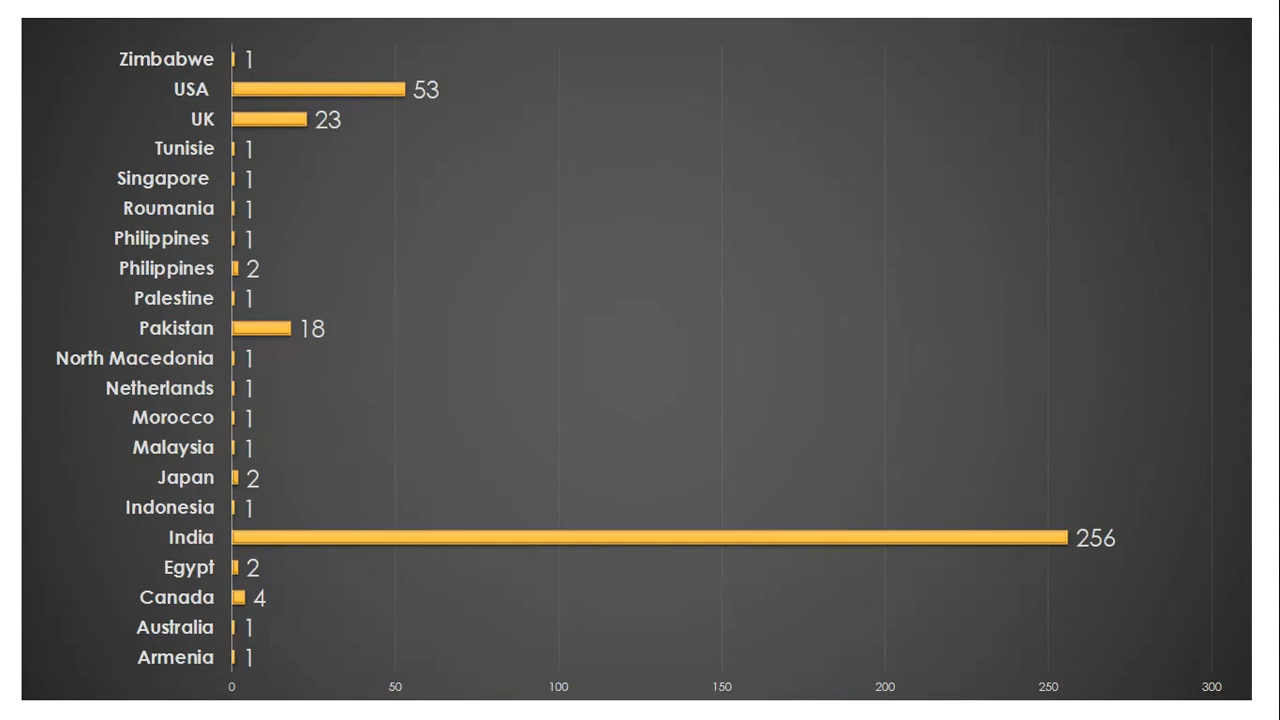 Zimbabwe 1
USA 53
UK 23
Tunisie 1
Singapore 1
Roumania 1
Philippines 1
Philippines 2
Palestine 1
Pakistan 18
North Macedonia 1
Netherlands 1
Morocco 1
Malaysia 1
Japan 2
Indonesia 1
India 256
Egypt 2
Canada 4
Australia 1
Armenia 1
0 50 100 150 200 250 300